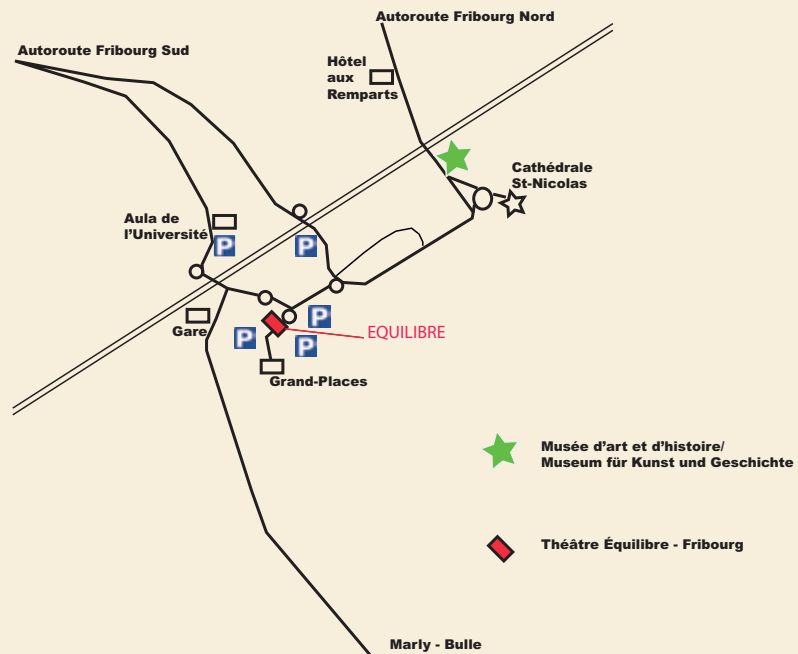 Autoroute Fribourg Nord
Autoroute Fribourg Sud
Hôtel
aux
Remparts
Cathédrale
St-Nicolas
Aula de
l'Université
P
P
Gare
P
P
P
EQUILIBRE
Grand-Places
Musée d'art et d'histoire/
Museum für Kunst und Geschichte
Théâtre Équilibre - Fribourg
Marly - Bulle